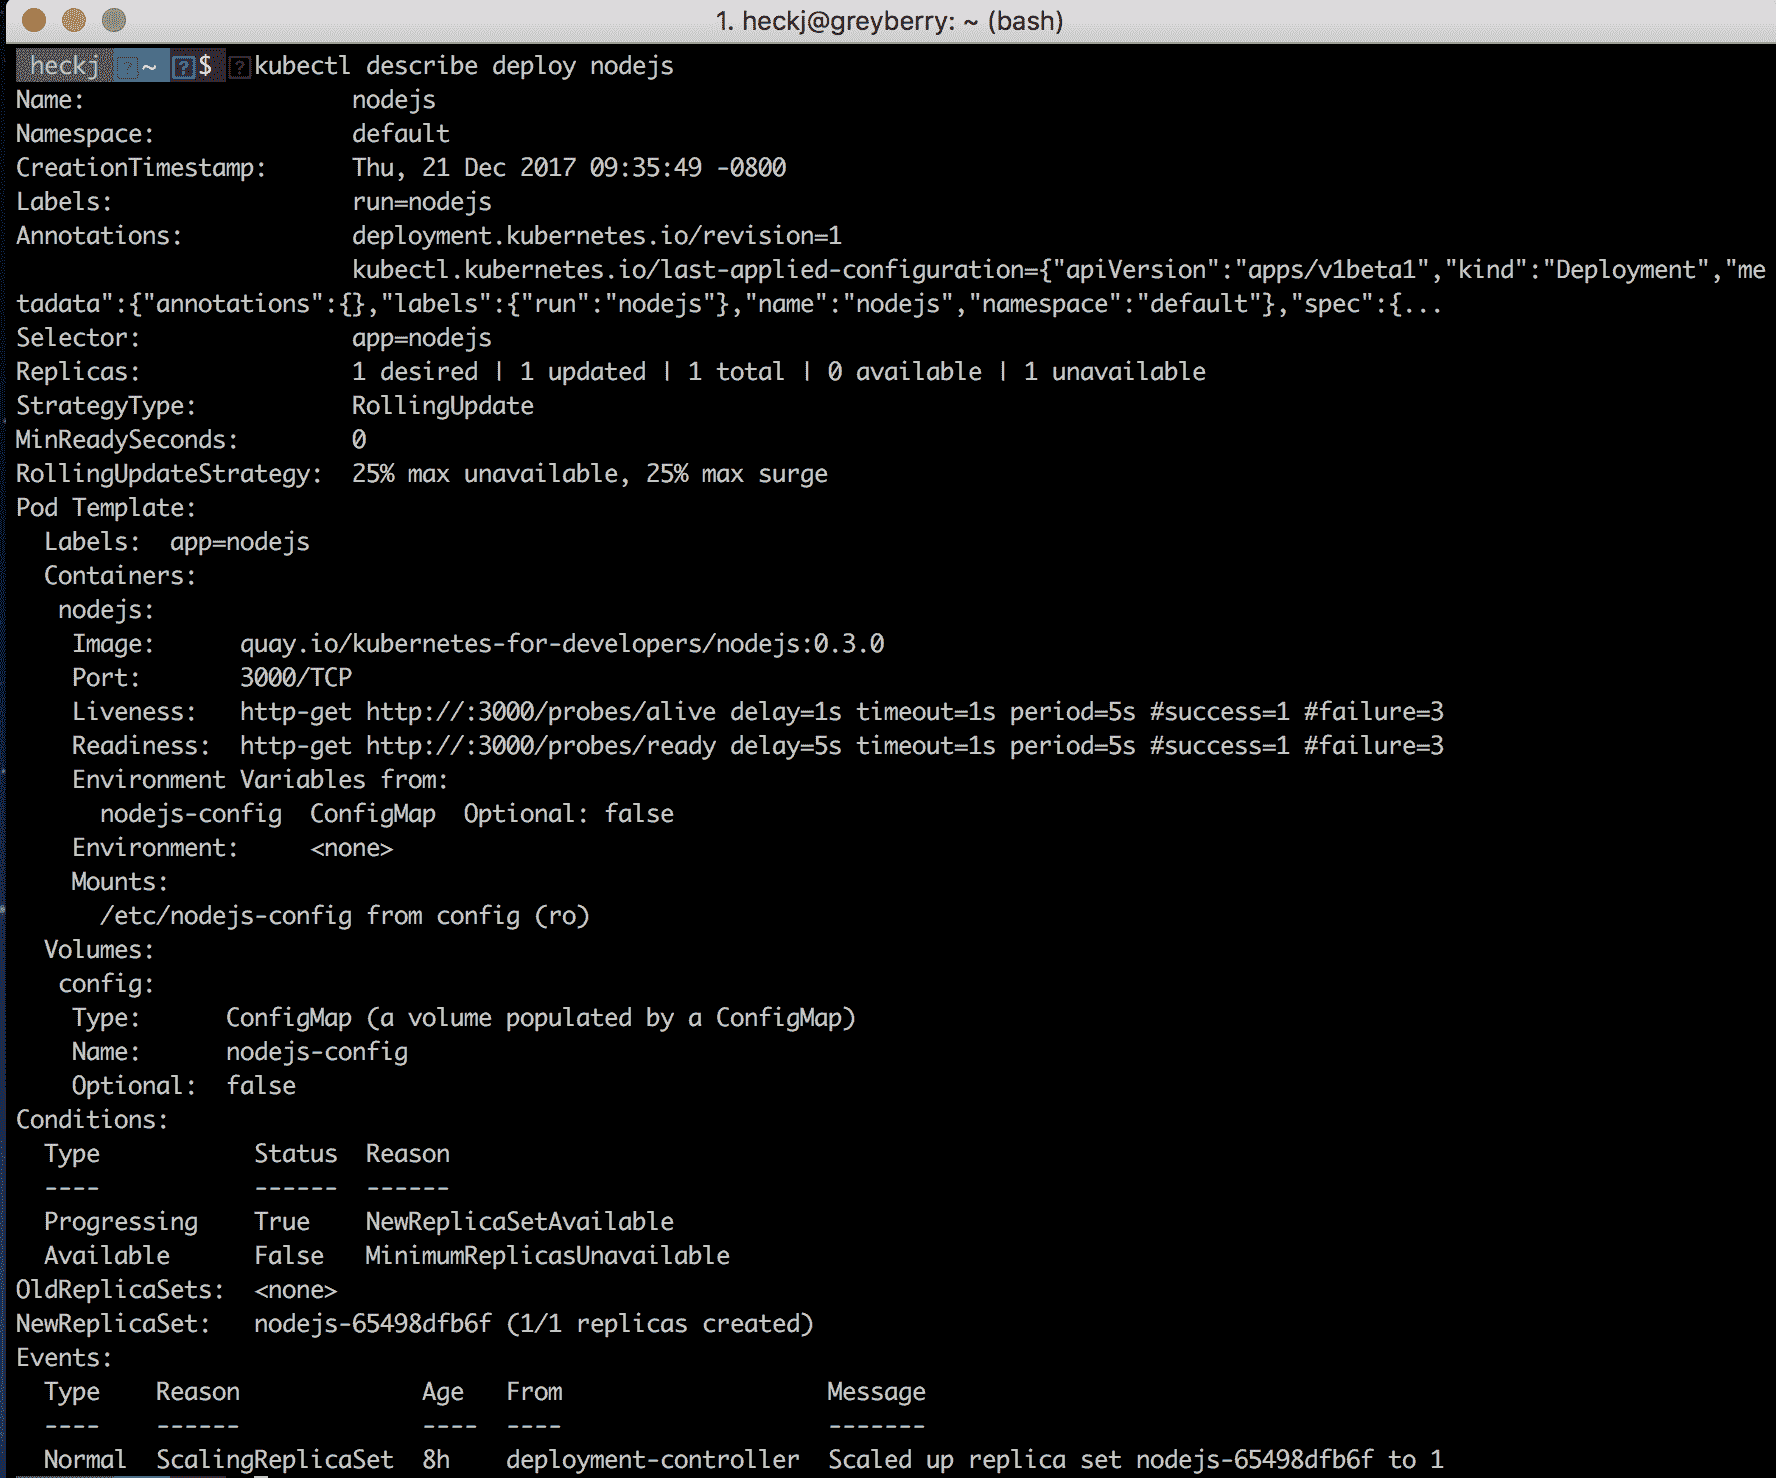 1. heckj@greyberry: ~ (bash)
heckj ~ $ kubectl describe deploy nodejs
Name:                   nodejs
Namespace:              default
CreationTimestamp:      Thu, 21 Dec 2017 09:35:49 -0800
Labels:                 run=nodejs
Annotations:            deployment.kubernetes.io/revision=1
                        kubectl.kubernetes.io/last-applied-configuration={"apiVersion":"apps/v1beta1","kind":"Deployment","me
tadata":{"annotations":{},"labels":{"run":"nodejs"},"name":"nodejs","namespace":"default"},"spec":{...
Selector:               app=nodejs
Replicas:               1 desired | 1 updated | 1 total | 0 available | 1 unavailable
StrategyType:           RollingUpdate
MinReadySeconds:        0
RollingUpdateStrategy:  25% max unavailable, 25% max surge
Pod Template:
  Labels:  app=nodejs
  Containers:
   nodejs:
    Image:      quay.io/kubernetes-for-developers/nodejs:0.3.0
    Port:       3000/TCP
    Liveness:   http-get http://:3000/probes/alive delay=1s timeout=1s period=5s #success=1 #failure=3
    Readiness:  http-get http://:3000/probes/ready delay=5s timeout=1s period=5s #success=1 #failure=3
    Environment Variables from:
      nodejs-config  ConfigMap  Optional: false
    Environment:     <none>
    Mounts:
      /etc/nodejs-config from config (ro)
  Volumes:
   config:
    Type:      ConfigMap (a volume populated by a ConfigMap)
    Name:      nodejs-config
    Optional:  false
Conditions:
  Type           Status  Reason
  ----           ------  ------
  Progressing    True    NewReplicaSetAvailable
  Available      False   MinimumReplicasUnavailable
OldReplicaSets:  <none>
NewReplicaSet:   nodejs-65498dfb6f (1/1 replicas created)
Events:
  Type    Reason             Age   From                   Message
  ----    ------             ----  ----                   -------
  Normal  ScalingReplicaSet  8h    deployment-controller  Scaled up replica set nodejs-65498dfb6f to 1